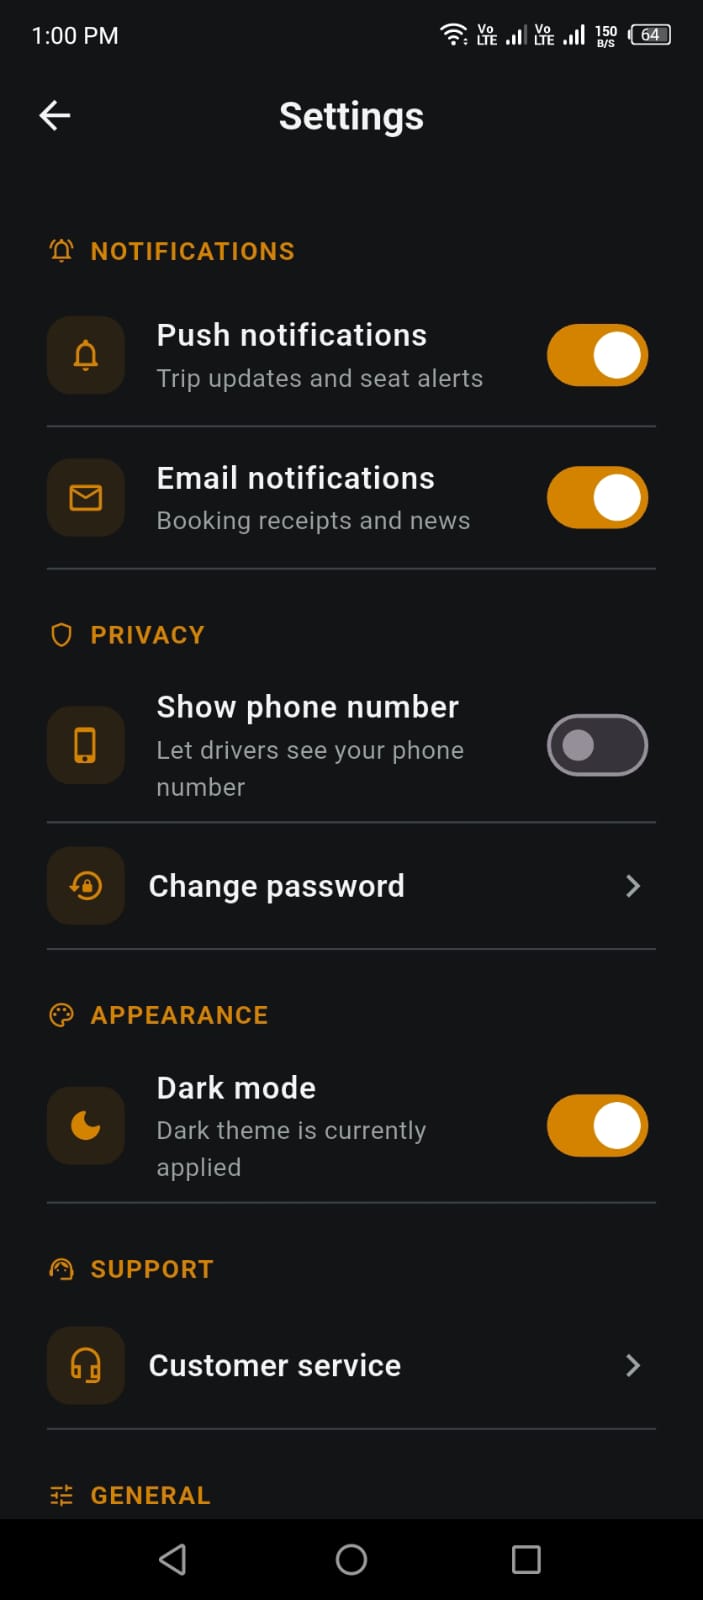 1:00 PM
Vo LTE Vo LTE 150 B/S 64
Settings
NOTIFICATIONS
Push notifications
Trip updates and seat alerts
Email notifications
Booking receipts and news
PRIVACY
Show phone number
Let drivers see your phone
number
Change password
APPEARANCE
Dark mode
Dark theme is currently
applied
SUPPORT
Customer service
GENERAL